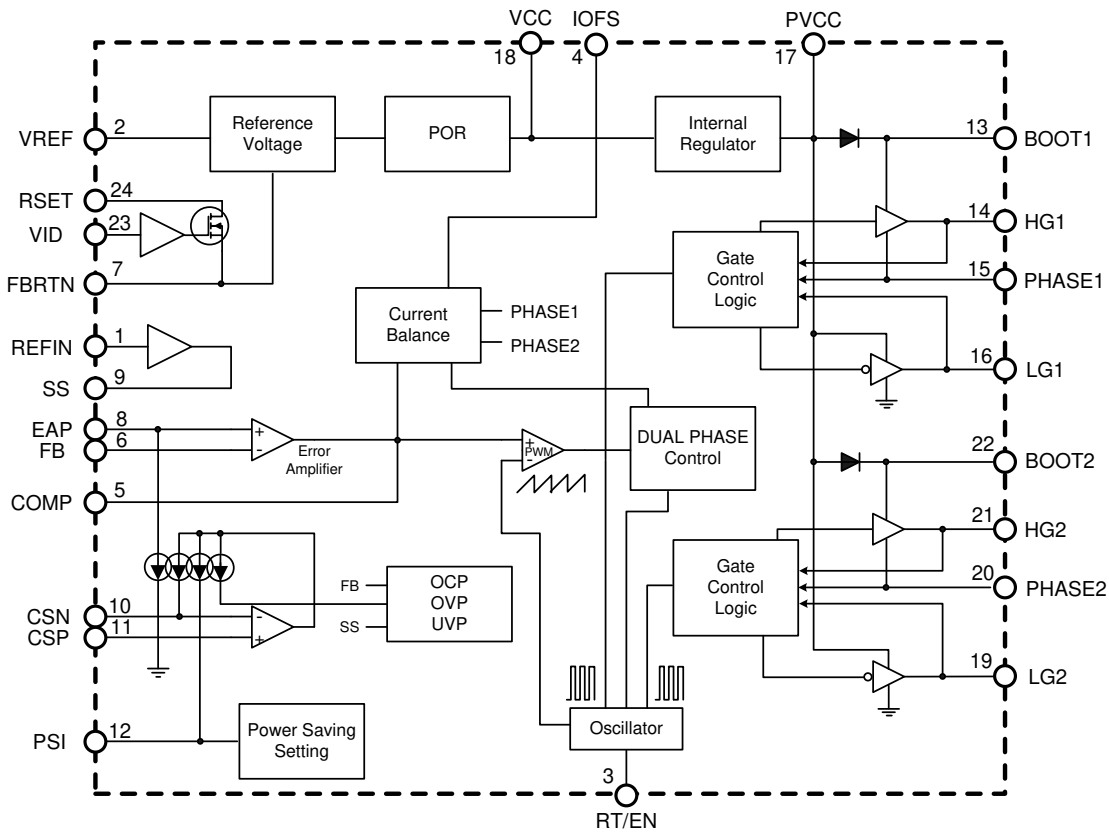 VCC IOFS PVCC
18 4 17
VREF 2 Reference Voltage POR Internal Regulator 13 BOOT1
RSET 24
VID 23
FBRTN 7
14 HG1
Gate Control Logic
15 PHASE1
Current Balance
PHASE1
PHASE2
REFIN 1
SS 9
16 LG1
EAP 8
FB 6
+
-
Error Amplifier
+
PWM
-
DUAL PHASE Control
COMP 5
22 BOOT2
21 HG2
Gate Control Logic
20 PHASE2
CSN 10
CSP 11
-
+
FB
SS
OCP
OVP
UVP
19 LG2
PSI 12
Power Saving Setting
Oscillator
3
RT/EN